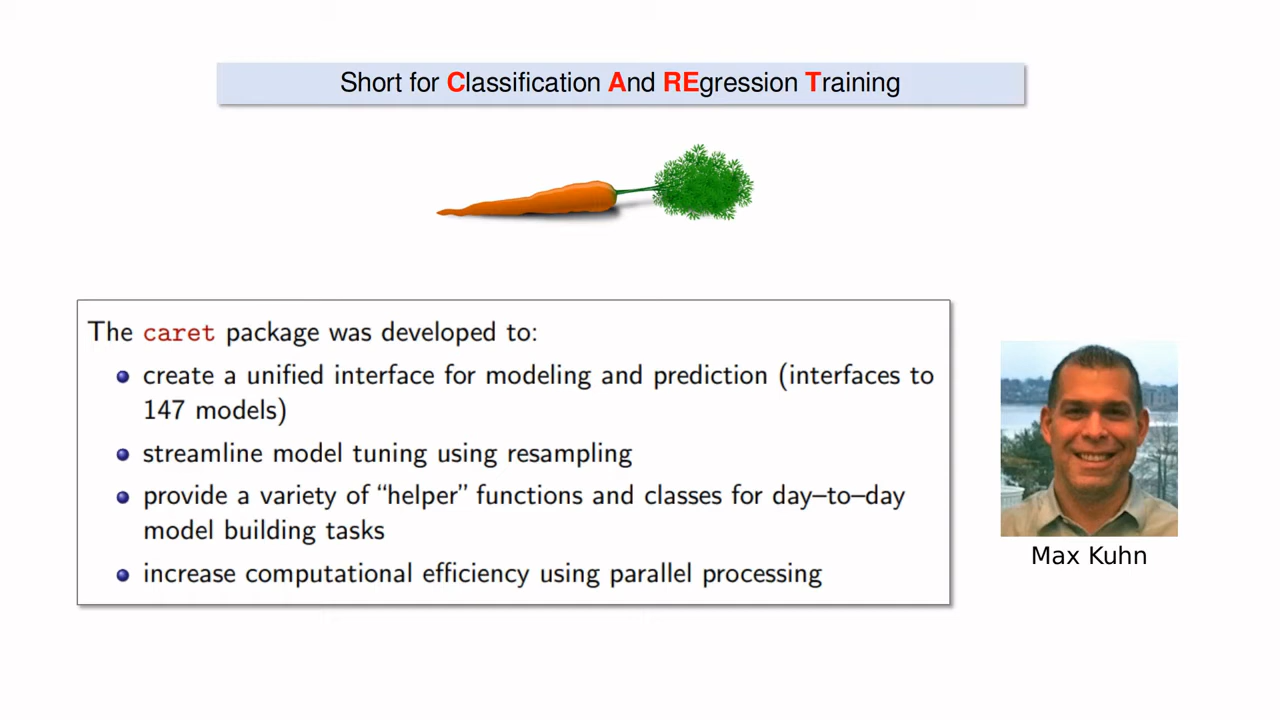 Short for Classification And REgression Training
The caret package was developed to:
create a unified interface for modeling and prediction (interfaces to
147 models)
streamline model tuning using resampling
provide a variety of “helper” functions and classes for day–to–day
model building tasks
increase computational efficiency using parallel processing
Max Kuhn